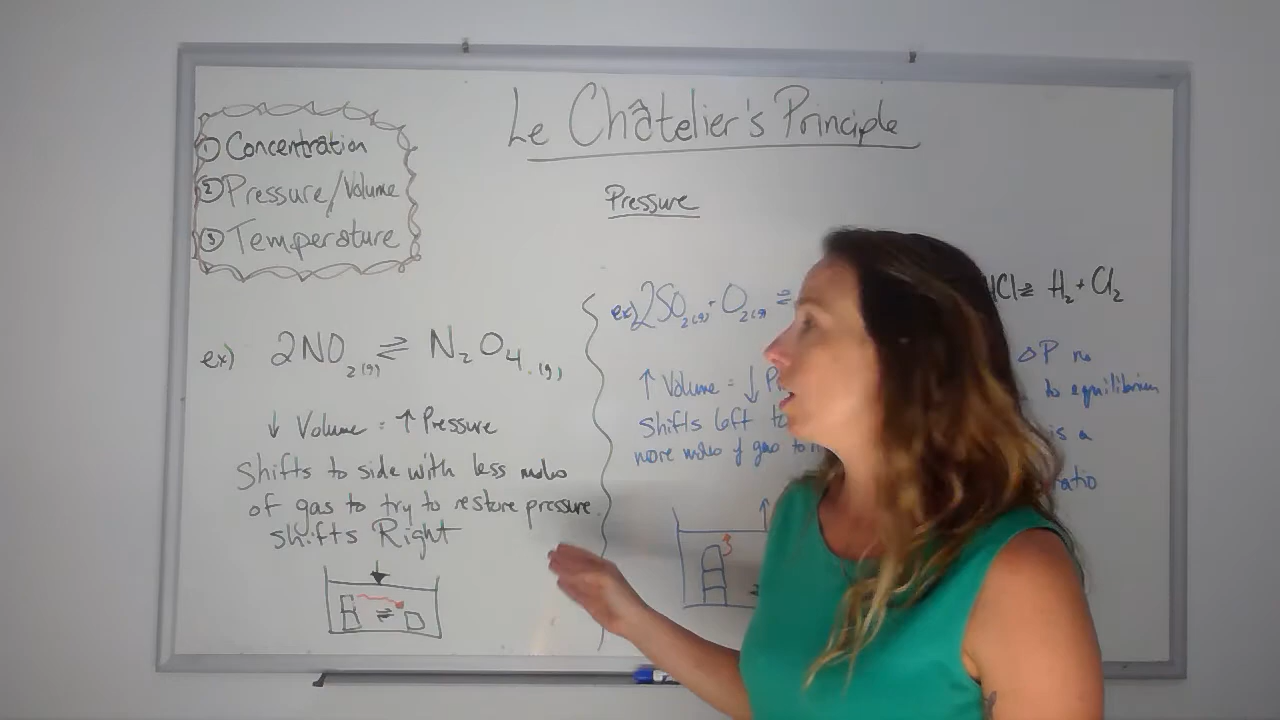 Le Châtelier's Principle
① Concentration
② Pressure/Volume
③ Temperature
Pressure
ex) 2NO2(g) ⇌ N2O4(g)
↓ Volume = ↑ Pressure
Shifts to side with less moles
of gas to try to restore pressure.
shifts Right
ex) 2SO2(g) + O2(g) ⇌
↑ Volume = ↓
Shifts left to
more moles of gas to
HCl ⇌ H2 + Cl2
△P no
to equilibrium
is a
ratio